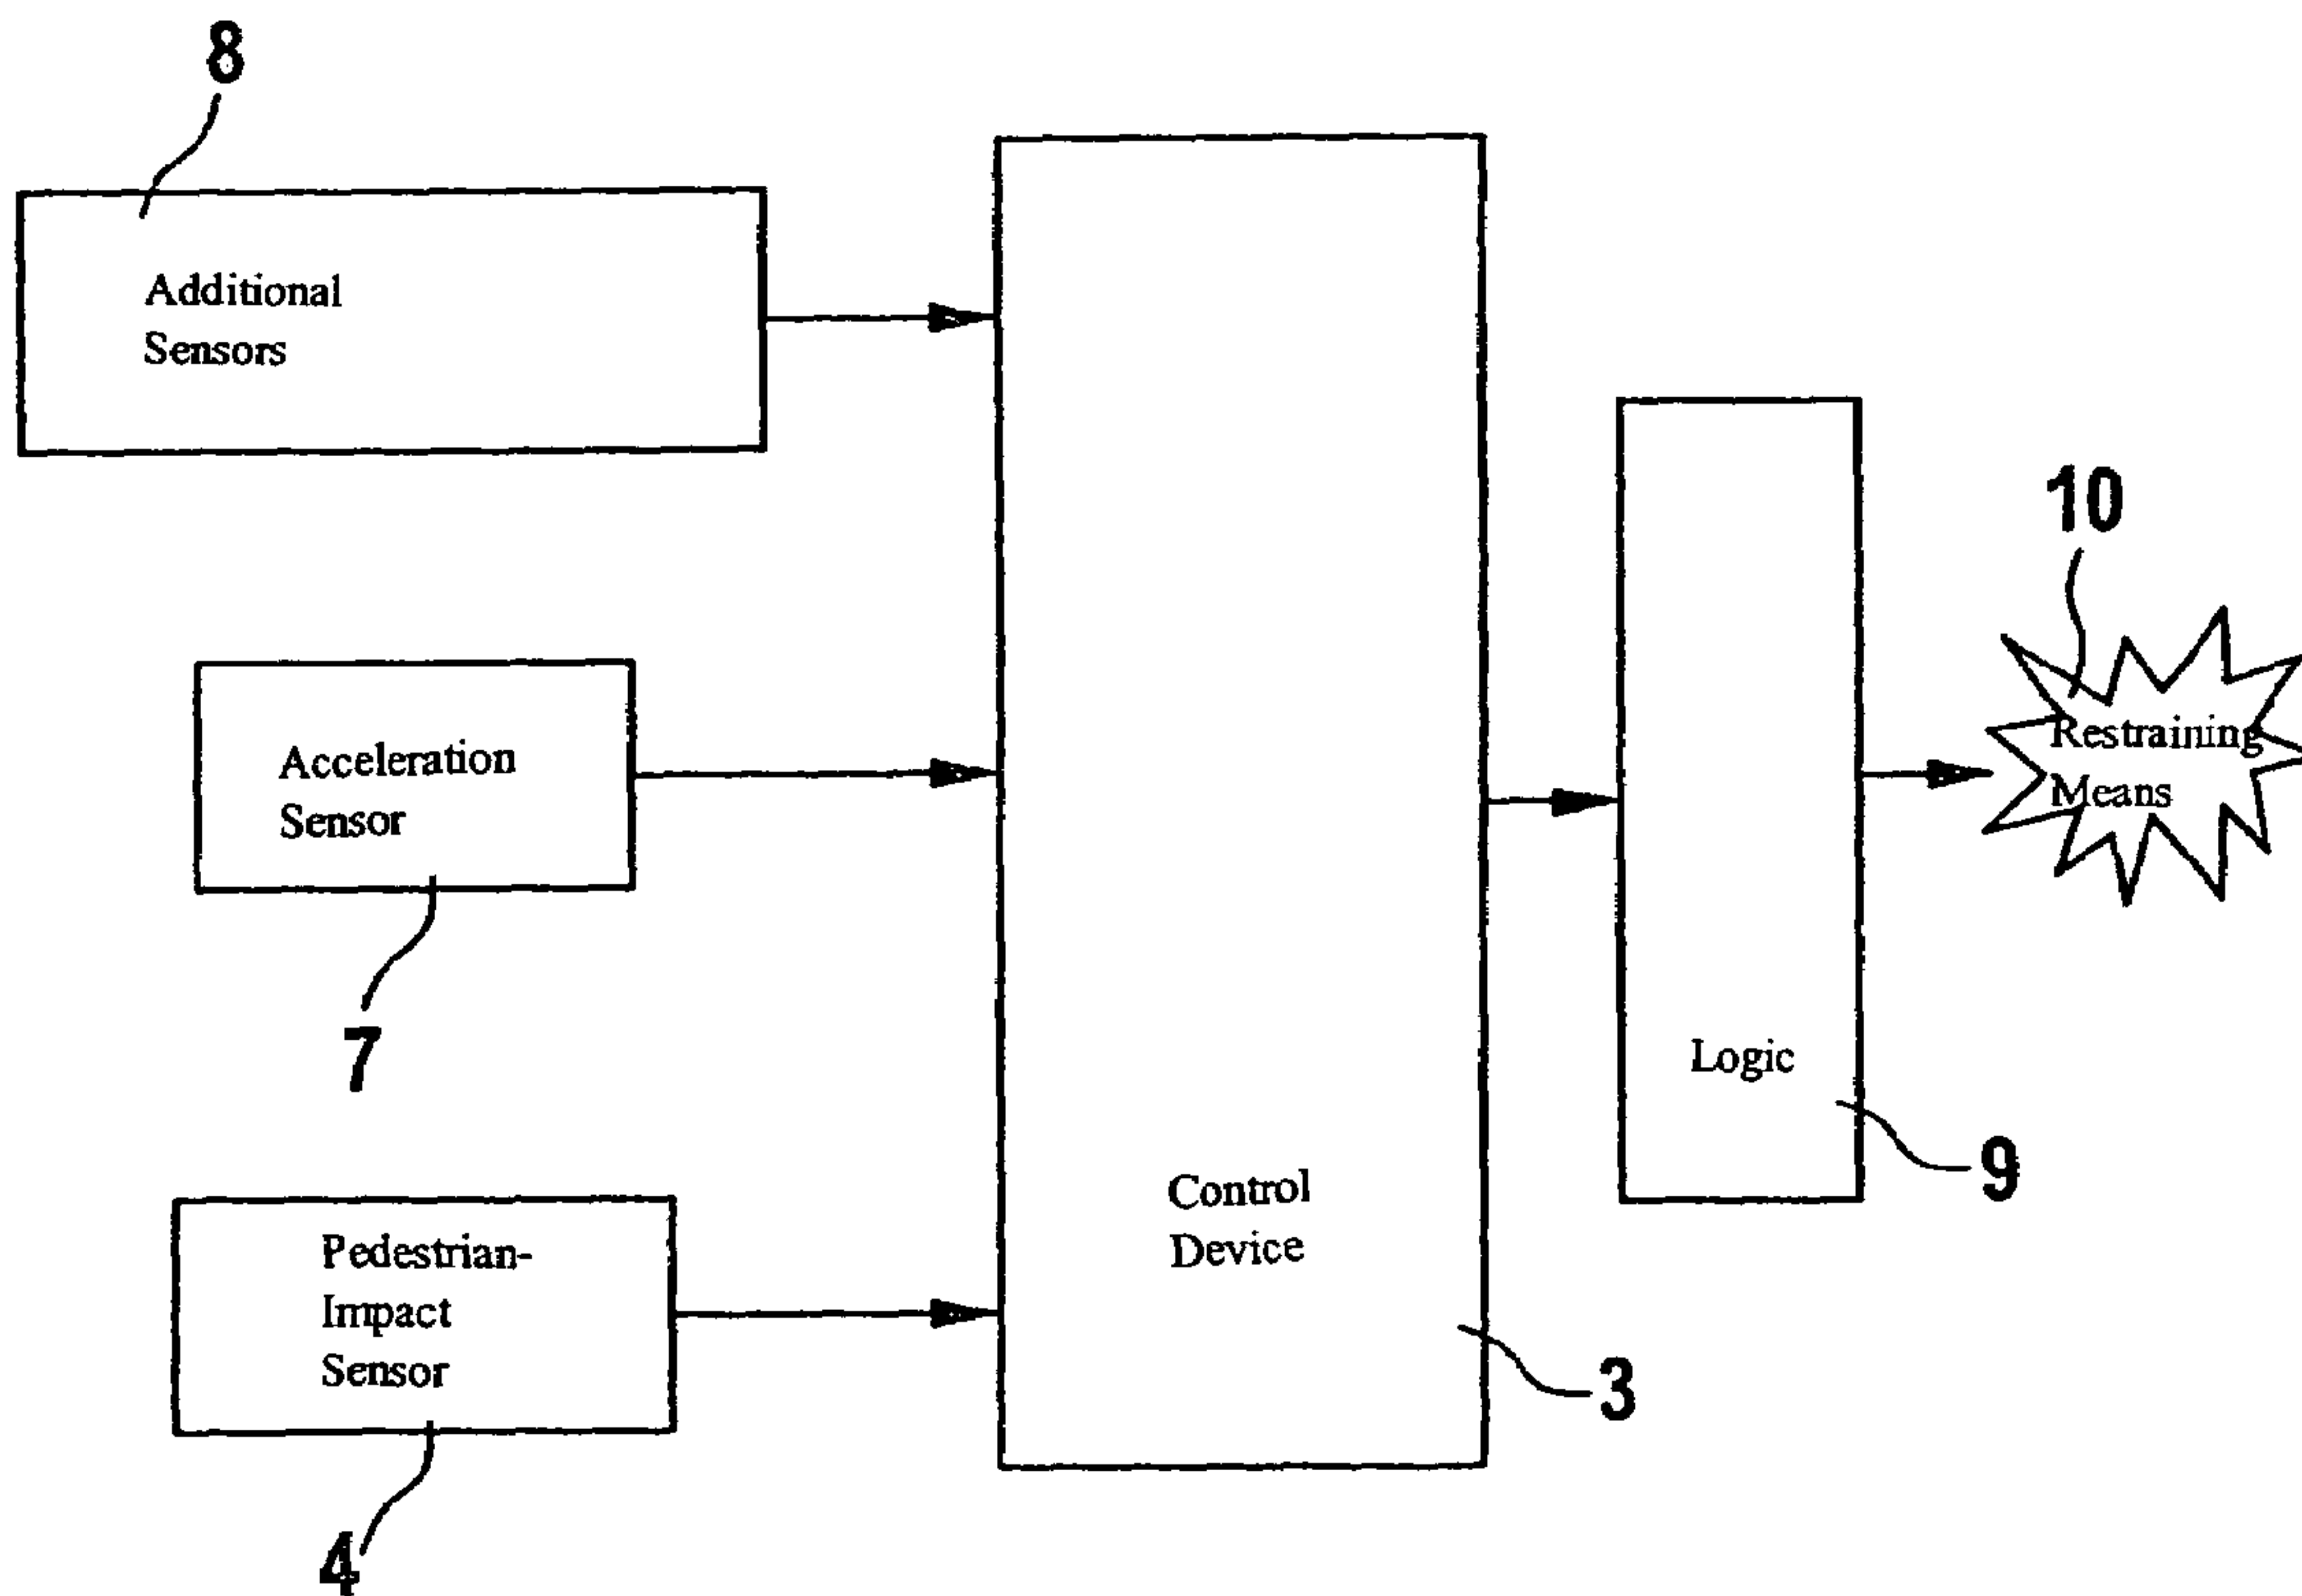 8
Additional
Sensors
10
Restraining
Means
Acceleration
Sensor
7
Logic
9
Control
Device
Pedestrian-
Impact
Sensor
3
4